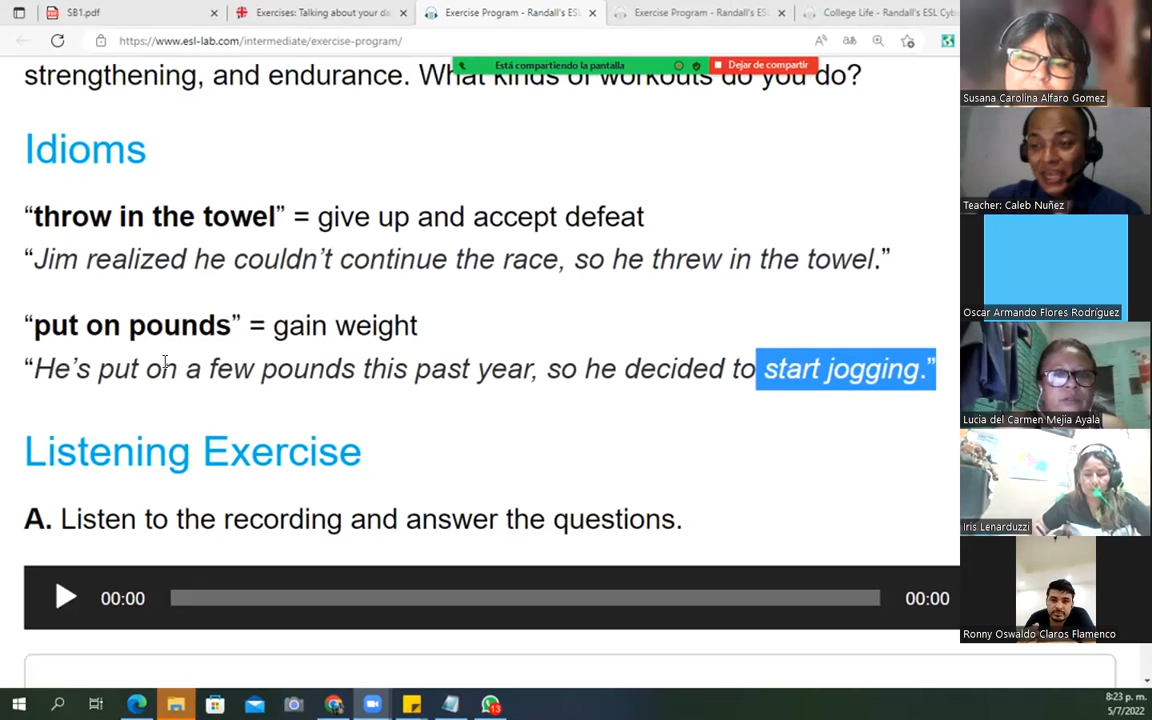 SB1.pdf
Exercises: Talking about your da
Exercise Program - Randall's ESL
Exercise Program - Randall's ESL
College Life - Randall's ESL Cyb
https://www.esl-lab.com/intermediate/exercise-program/
Está compartiendo la pantalla
Dejar de compartir
strengthening, and endurance. What kinds of workouts do you do?
Idioms
“throw in the towel” = give up and accept defeat
“Jim realized he couldn’t continue the race, so he threw in the towel.”
“put on pounds” = gain weight
“He’s put on a few pounds this past year, so he decided to start jogging.”
Listening Exercise
A. Listen to the recording and answer the questions.
00:00
00:00
Susana Carolina Alfaro Gomez
Teacher: Caleb Nuñez
Oscar Armando Flores Rodríguez
Lucia del Carmen Mejia Ayala
Iris Lenarduzzi
Ronny Oswaldo Claros Flamenco
13
8:23 p. m.
5/7/2022